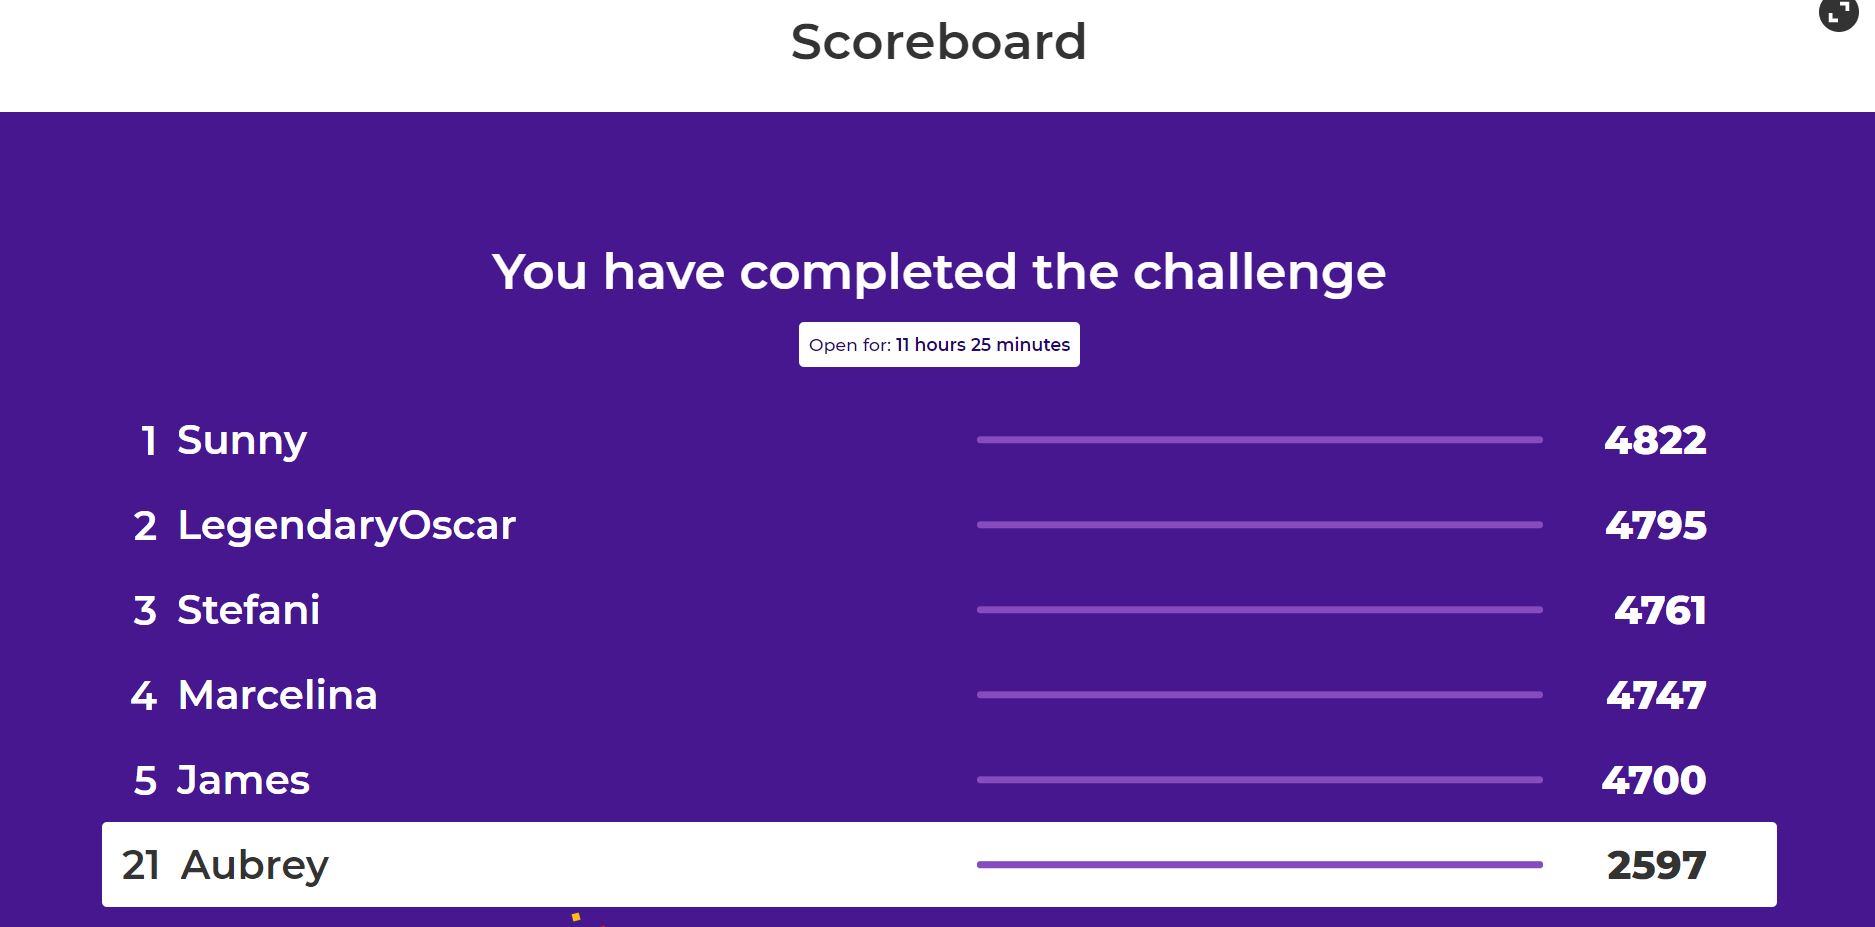 Scoreboard
You have completed the challenge
Open for: 11 hours 25 minutes
1 Sunny 4822
2 LegendaryOscar 4795
3 Stefani 4761
4 Marcelina 4747
5 James 4700
21 Aubrey 2597